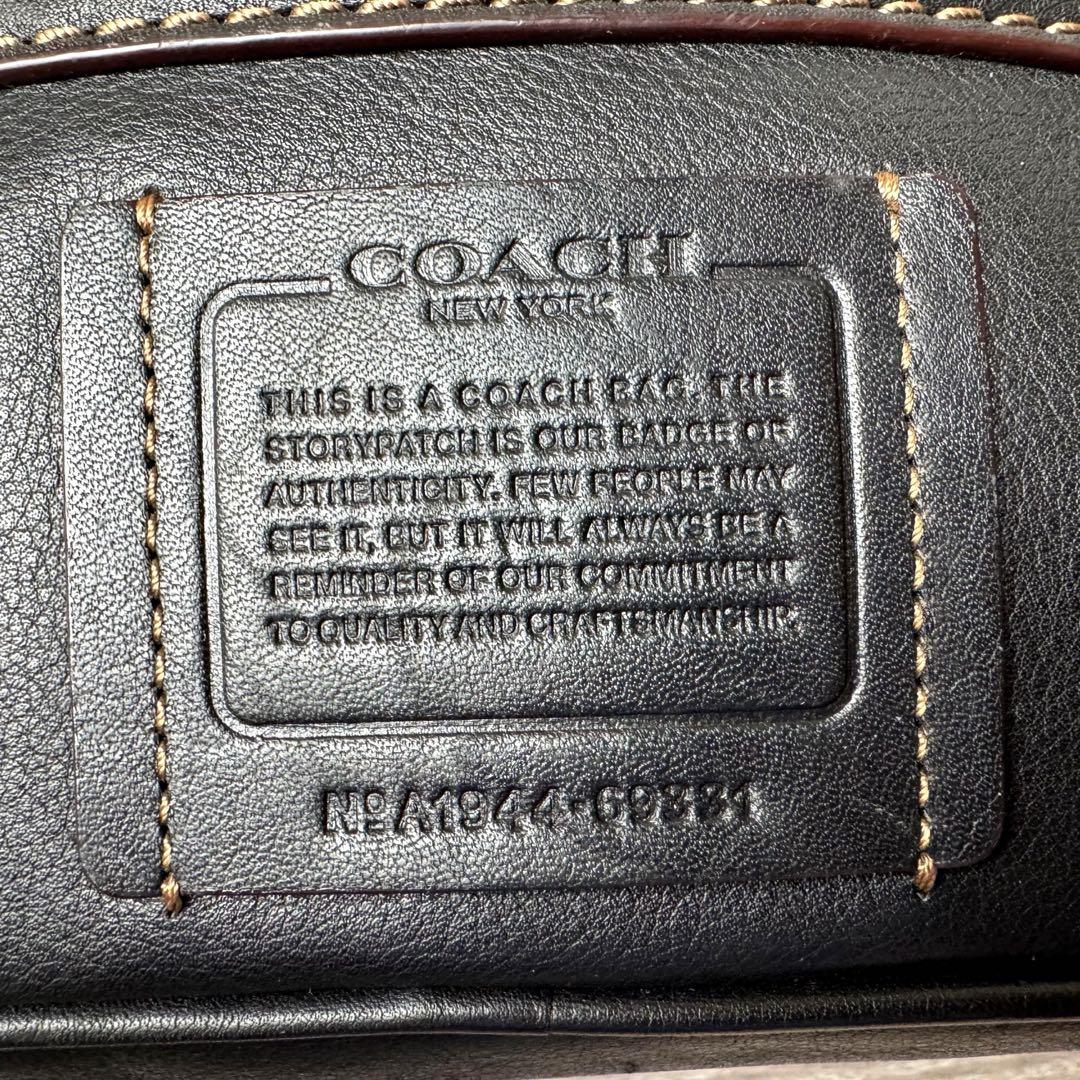 COACH
NEW YORK
THIS IS A COACH BAG. THE
STORYPATCH IS OUR BADGE OF
AUTHENTICITY. FEW PEOPLE MAY
SEE IT, BUT IT WILL ALWAYS BE A
REMINDER OF OUR COMMITMENT
TO QUALITY AND CRAFTSMANSHIP.
NoA1944-C9331